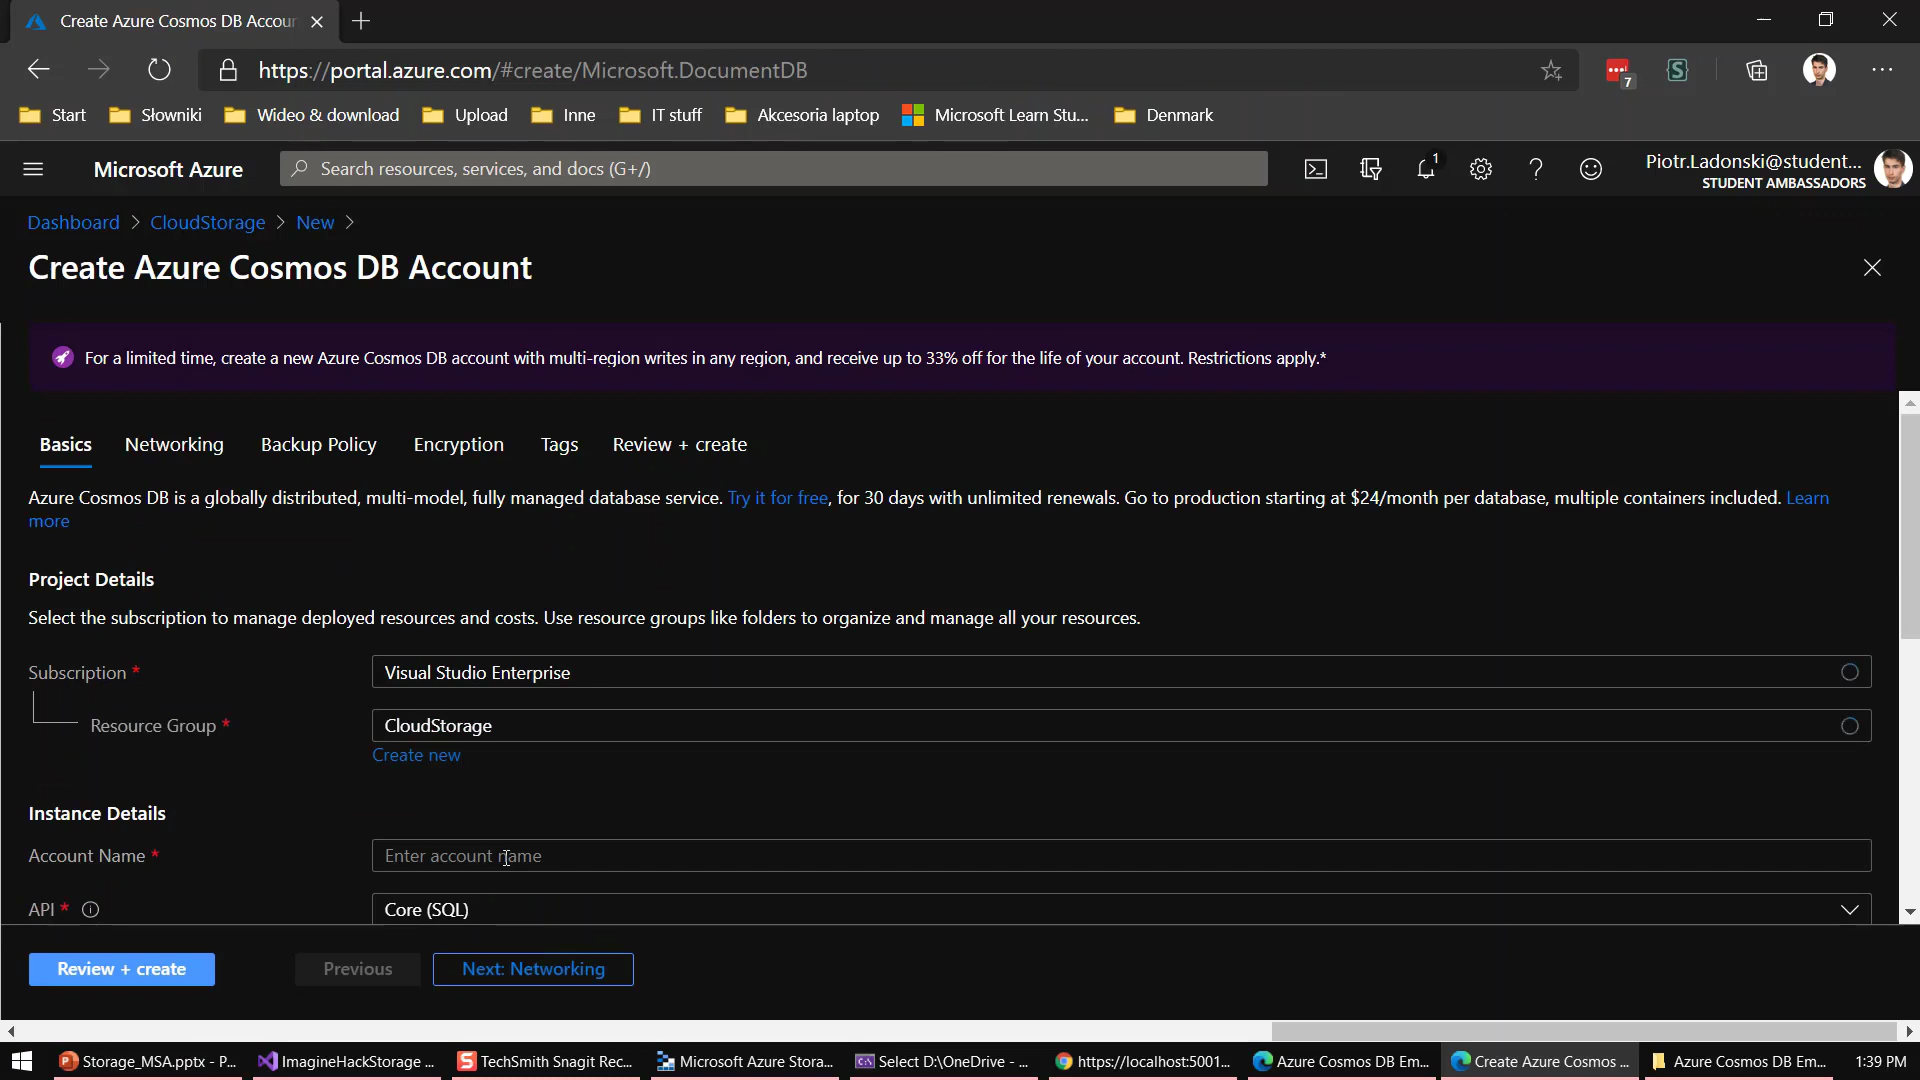 Create Azure Cosmos DB Accour
https://portal.azure.com/#create/Microsoft.DocumentDB
7
Start
Słowniki
Wideo & download
Upload
Inne
IT stuff
Akcesoria laptop
Microsoft Learn Stu...
Denmark
Microsoft Azure
Search resources, services, and docs (G+/)
1
Piotr.Ladonski@student...
STUDENT AMBASSADORS
Dashboard > CloudStorage > New >
Create Azure Cosmos DB Account
For a limited time, create a new Azure Cosmos DB account with multi-region writes in any region, and receive up to 33% off for the life of your account. Restrictions apply.*
Basics
Networking
Backup Policy
Encryption
Tags
Review + create
Azure Cosmos DB is a globally distributed, multi-model, fully managed database service. Try it for free, for 30 days with unlimited renewals. Go to production starting at $24/month per database, multiple containers included. Learn
more
Project Details
Select the subscription to manage deployed resources and costs. Use resource groups like folders to organize and manage all your resources.
Subscription *
Visual Studio Enterprise
Resource Group *
CloudStorage
Create new
Instance Details
Account Name *
Enter account name
API *
Core (SQL)
Review + create
Previous
Next: Networking
Storage_MSA.pptx - P...
ImagineHackStorage ...
TechSmith Snagit Rec...
Microsoft Azure Stora...
Select D:\OneDrive - ...
https://localhost:5001...
Azure Cosmos DB Em...
Create Azure Cosmos ...
Azure Cosmos DB Em...
1:39 PM